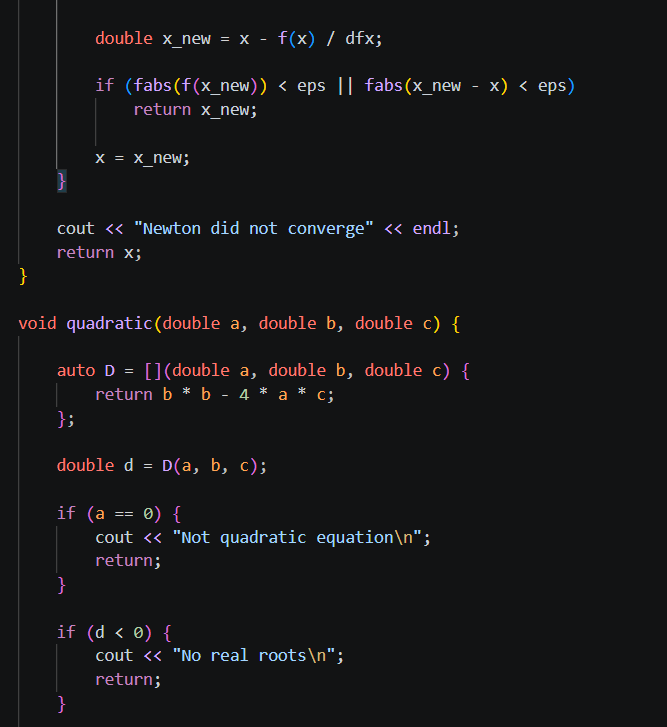 double x_new = x - f(x) / dfx;
if (fabs(f(x_new)) < eps || fabs(x_new - x) < eps)
return x_new;
x = x_new;
}
cout << "Newton did not converge" << endl;
return x;
}
void quadratic(double a, double b, double c) {
auto D = [](double a, double b, double c) {
return b * b - 4 * a * c;
};
double d = D(a, b, c);
if (a == 0) {
cout << "Not quadratic equation\n";
return;
}
if (d < 0) {
cout << "No real roots\n";
return;
}